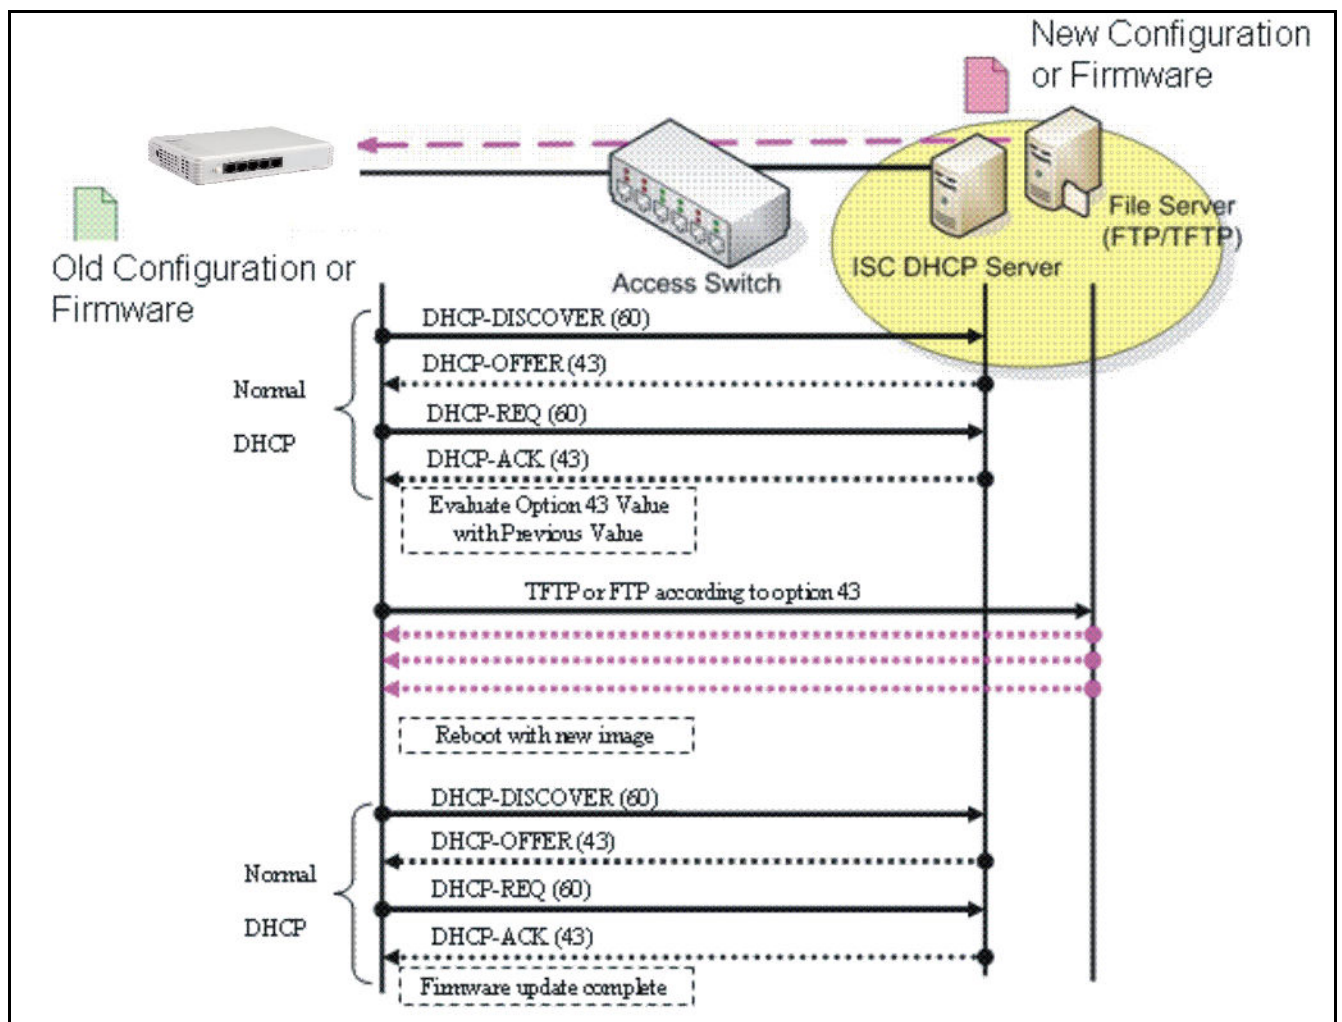 New Configuration
or Firmware
File Server
(FTP/TFTP)
ISC DHCP Server
Access Switch
Old Configuration or
Firmware
DHCP-DISCOVER (60)
DHCP-OFFER (43)
Normal
DHCP-REQ (60)
DHCP
DHCP-ACK (43)
Evaluate Option 43 Value
with Previous Value
TFTP or FTP according to option 43
Reboot with new image
DHCP-DISCOVER (60)
DHCP-OFFER (43)
Normal
DHCP-REQ (60)
DHCP
DHCP-ACK (43)
Firmware update complete